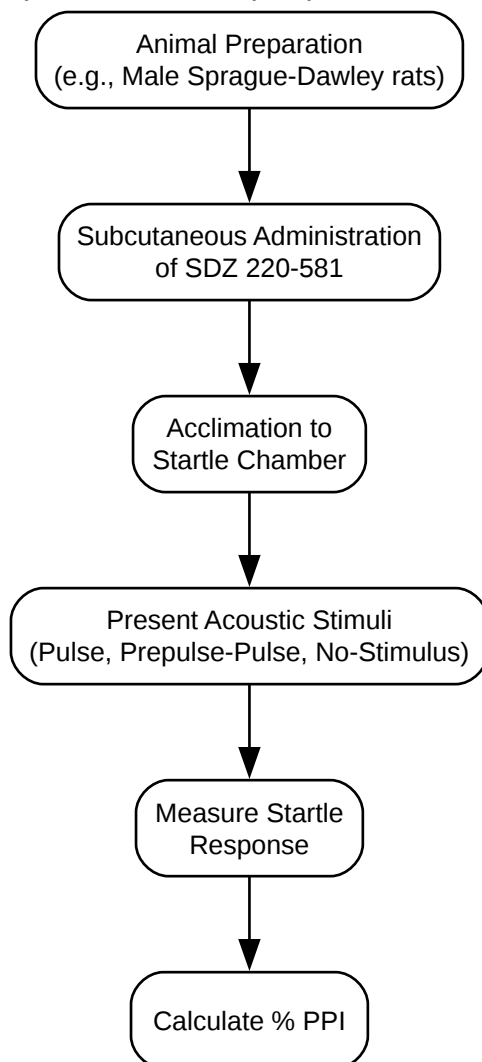 Animal Preparation
(e.g., Male Sprague-Dawley rats)
Subcutaneous Administration
of SDZ 220-581
Acclimation to
Startle Chamber
Present Acoustic Stimuli
(Pulse, Prepulse-Pulse, No-Stimulus)
Measure Startle
Response
Calculate % PPI